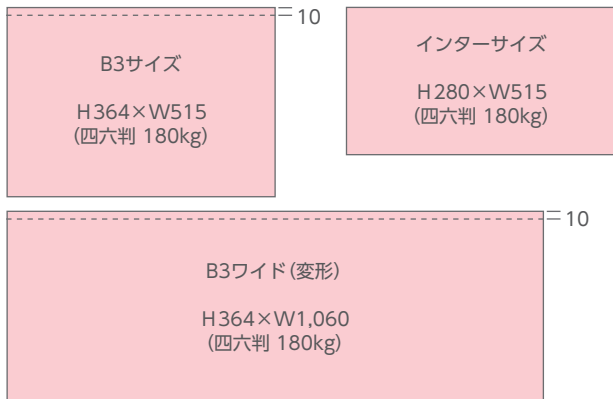 10
B3サイズ
H364×W515
(四六判 180kg)
インターサイズ
H280×W515
(四六判 180kg)
10
B3ワイド(変形)
H364×W1,060
(四六判 180kg)